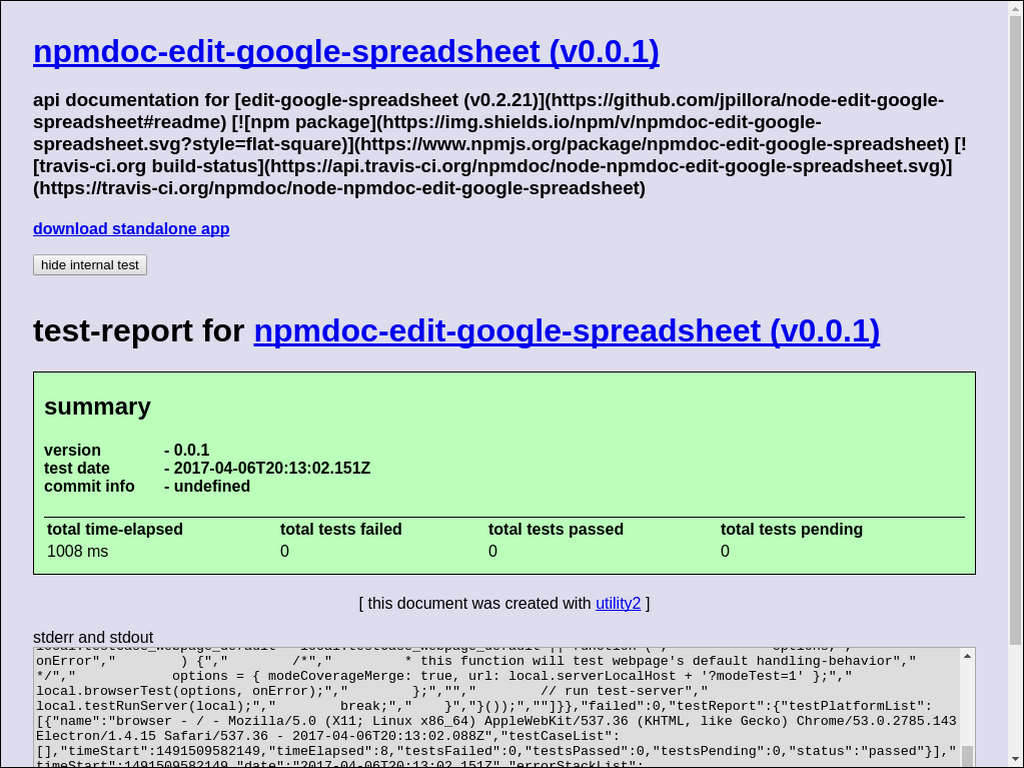 npmdoc-edit-google-spreadsheet (v0.0.1)
api documentation for [edit-google-spreadsheet (v0.2.21)](https://github.com/jpillora/node-edit-google-
spreadsheet#readme) [![npm package](https://img.shields.io/npm/v/npmdoc-edit-google-
spreadsheet.svg?style=flat-square)](https://www.npmjs.org/package/npmdoc-edit-google-spreadsheet) [!
[travis-ci.org build-status](https://api.travis-ci.org/npmdoc/node-npmdoc-edit-google-spreadsheet.svg)]
(https://travis-ci.org/npmdoc/node-npmdoc-edit-google-spreadsheet)
download standalone app
hide internal test
test-report for npmdoc-edit-google-spreadsheet (v0.0.1)
summary
version - 0.0.1
test date - 2017-04-06T20:13:02.151Z
commit info - undefined
total time-elapsed total tests failed total tests passed total tests pending
1008 ms 0 0 0
[ this document was created with utility2 ]
stderr and stdout
onError","        ) {","        /*","         * this function will test webpage's default handling-behavior","
*/","            options = { modeCoverageMerge: true, url: local.serverLocalHost + '?modeTest=1' };","
local.browserTest(options, onError);","        };","","        // run test-server","
local.testRunServer(local);","        break;","    }","}());","",""]}},"failed":0,"testReport":{"testPlatformList":
[{"name":"browser - / - Mozilla/5.0 (X11; Linux x86_64) AppleWebKit/537.36 (KHTML, like Gecko) Chrome/53.0.2785.143
Electron/1.4.15 Safari/537.36 - 2017-04-06T20:13:02.088Z","testCaseList":
[],"timeStart":1491509582149,"timeElapsed":8,"testsFailed":0,"testsPassed":0,"testsPending":0,"status":"passed"}],"
timeStart":1491509582149,"date":"2017-04-06T20:13:02.151Z","errorStackList":